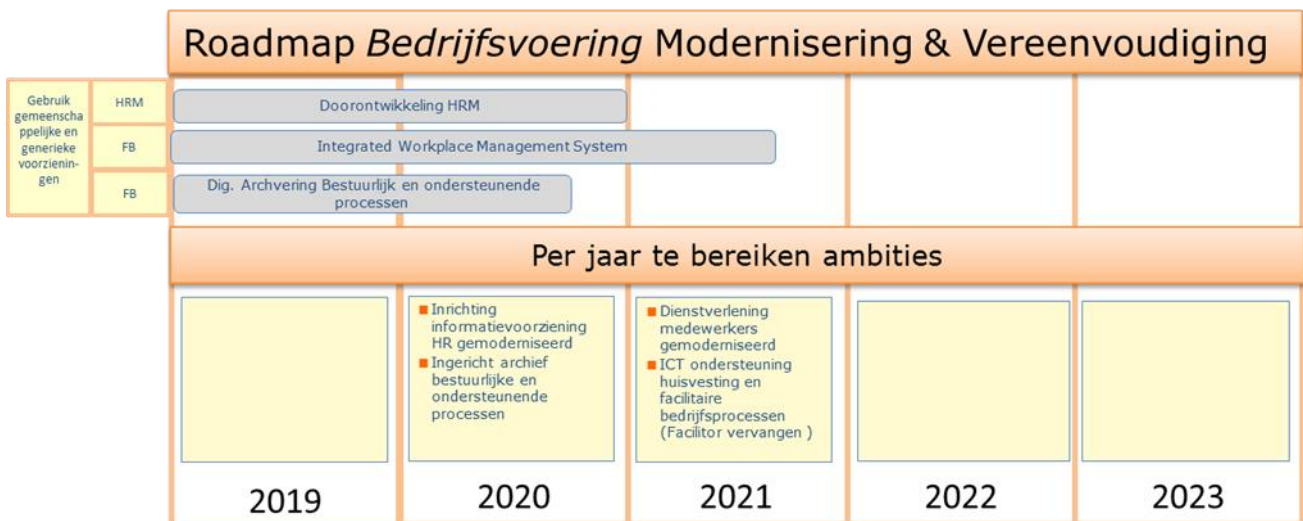 Roadmap Bedrijfsvoering Modernisering & Vereenvoudiging
Gebruik
gemeenscha
ppelijke en
generieke
voorzienin-
gen
HRM
Doorontwikkeling HRM
FB
Integrated Workplace Management System
FB
Dig. Archvering Bestuurlijk en ondersteunende
processen
Per jaar te bereiken ambities
Inrichting
informatievoorziening
HR gemoderniseerd
Ingericht archief
bestuurlijke en
ondersteunende
processen
Dienstverlening
medewerkers
gemoderniseerd
ICT ondersteuning
huisvesting en
facilitaire
bedrijfsprocessen
(Facilitor vervangen )
2019
2020
2021
2022
2023